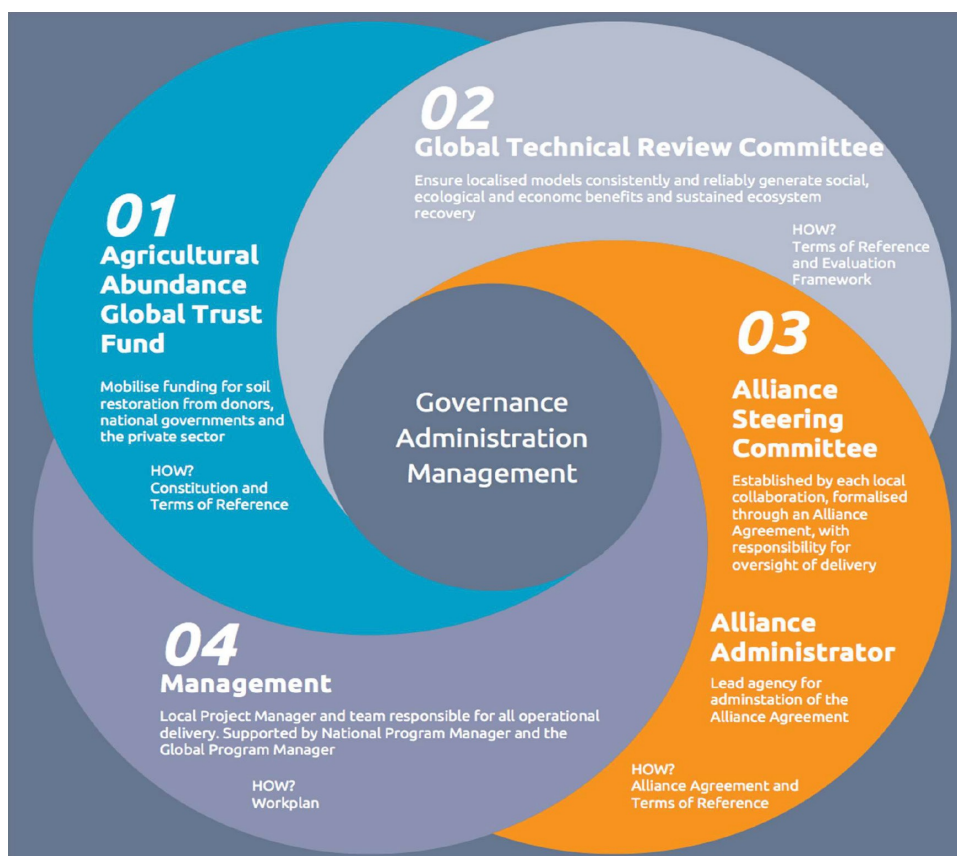 01
Agricultural
Abundance
Global Trust
Fund
Mobilise funding for soil
restoration from donors,
national governments and
the private sector
HOW?
Constitution and
Terms of Reference
02
Global Technical Review Committee
Ensure localised models consistently and reliably generate social,
ecological and economc benefits and sustained ecosystem
recovery
HOW?
Terms of Reference
and Evaluation
Framework
03
Alliance
Steering
Committee
Established by each local
collaboration, formalised
through an Alliance
Agreement, with
responsibility for
oversight of delivery
Alliance
Administrator
Lead agency for
adminstation of the
Alliance Agreement
HOW?
Alliance Agreement and
Terms of Reference
04
Management
Local Project Manager and team responsible for all operational
delivery. Supported by National Program Manager and the
Global Program Manager
HOW?
Workplan
Governance
Administration
Management